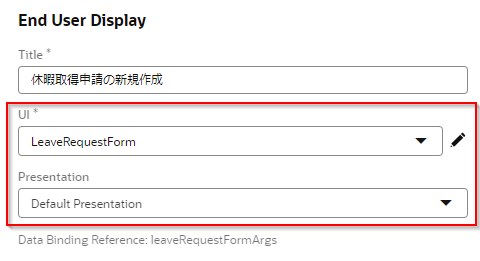 End User Display
Title *
休暇取得申請の新規作成
UI *
LeaveRequestForm
Presentation
Default Presentation
Data Binding Reference: leaveRequestFormArgs